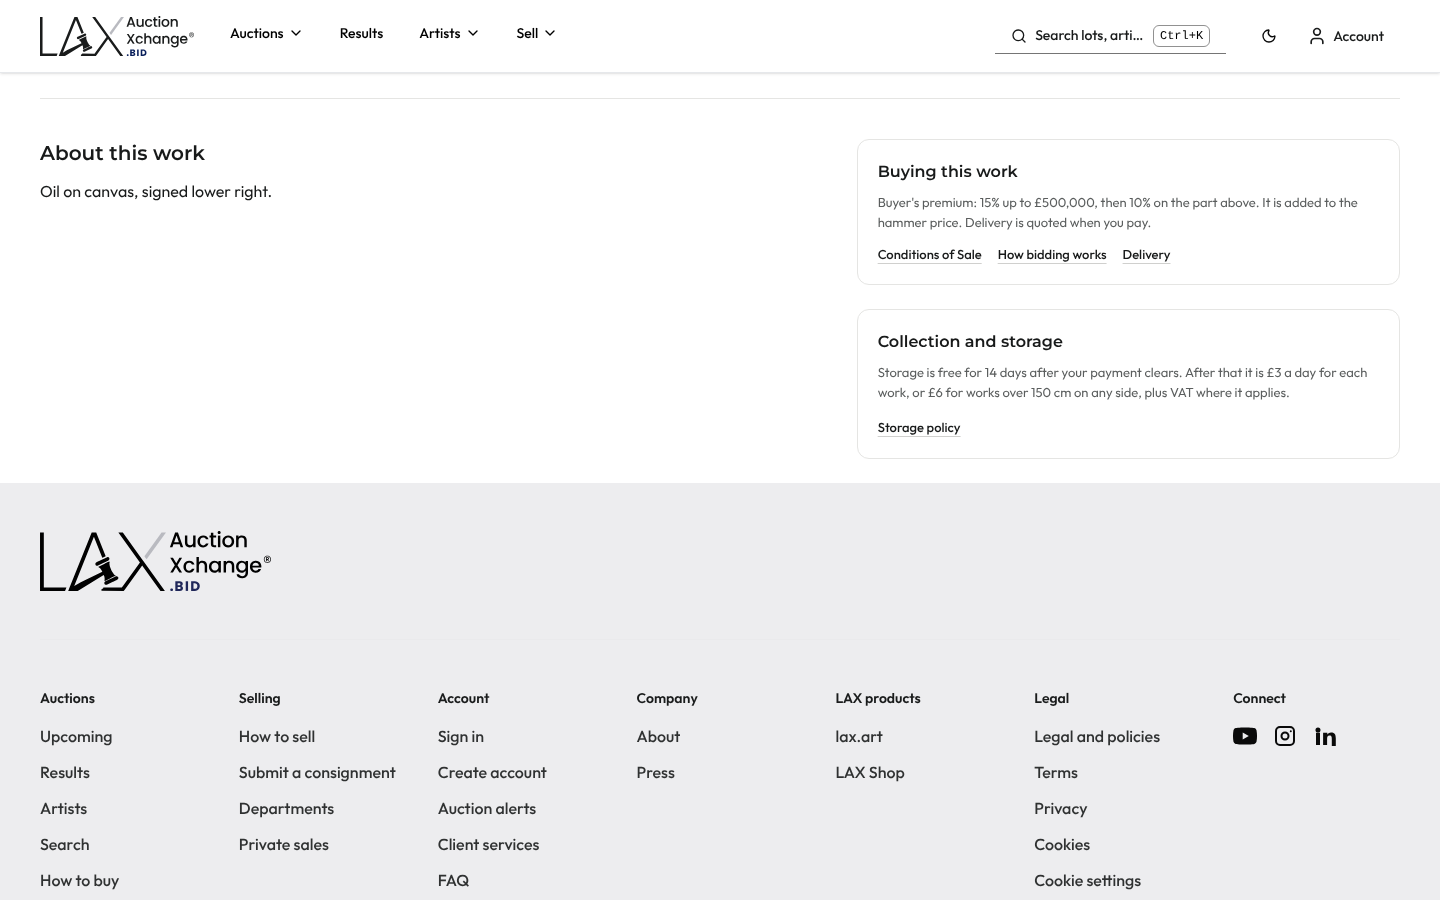 LAX Auction Xchange® .BID
Auctions
Results
Artists
Sell
Search lots, arti...
Ctrl+K
Account
About this work
Oil on canvas, signed lower right.
Buying this work
Buyer's premium: 15% up to £500,000, then 10% on the part above. It is added to the
hammer price. Delivery is quoted when you pay.
Conditions of Sale How bidding works Delivery
Collection and storage
Storage is free for 14 days after your payment clears. After that it is £3 a day for each
work, or £6 for works over 150 cm on any side, plus VAT where it applies.
Storage policy
LAX Auction Xchange® .BID
Auctions
Upcoming
Results
Artists
Search
How to buy
Selling
How to sell
Submit a consignment
Departments
Private sales
Account
Sign in
Create account
Auction alerts
Client services
FAQ
Company
About
Press
LAX products
lax.art
LAX Shop
Legal
Legal and policies
Terms
Privacy
Cookies
Cookie settings
Connect